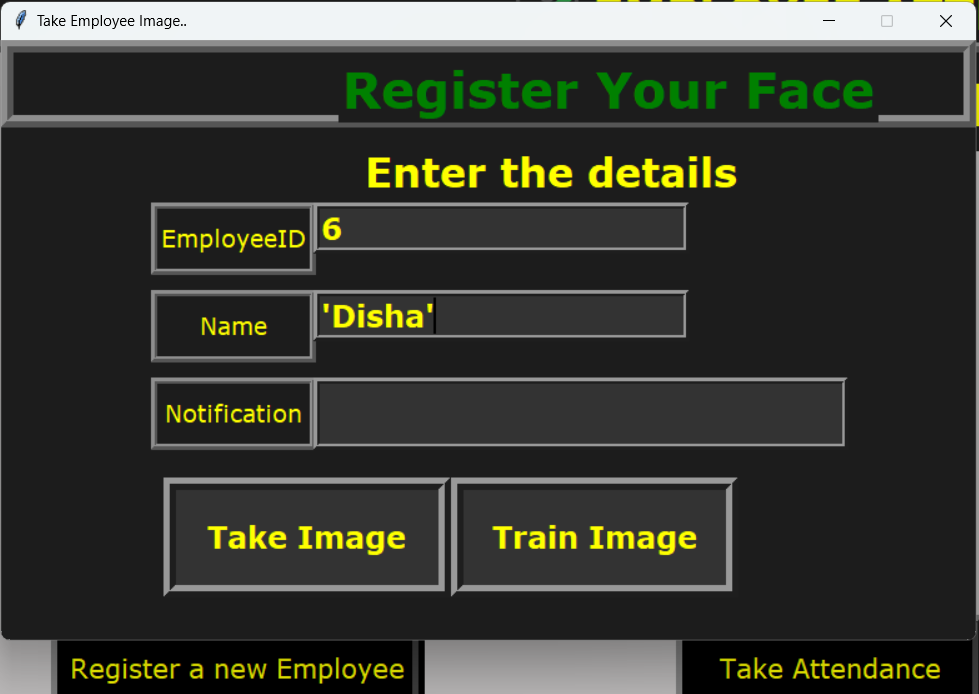 Take Employee Image..
Register Your Face
Enter the details
EmployeeID 6
Name 'Disha'
Notification
Take Image Train Image
Register a new Employee Take Attendance